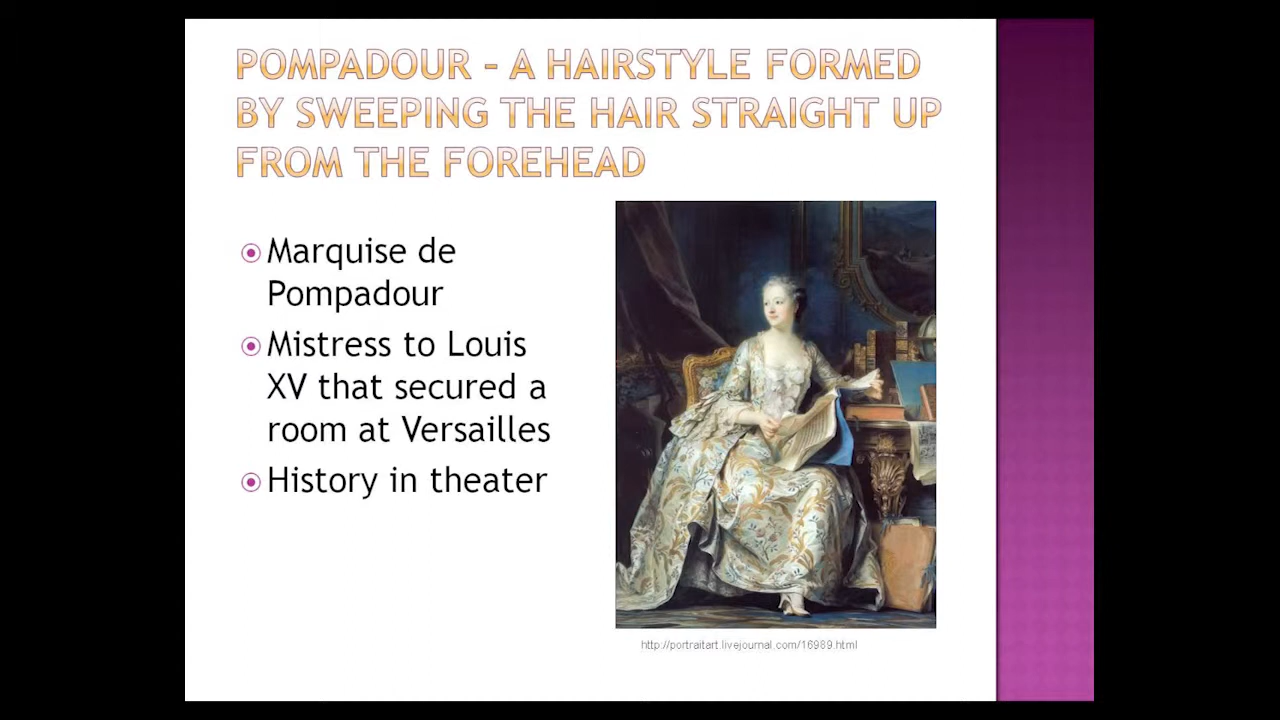 POMPADOUR – A HAIRSTYLE FORMED
BY SWEEPING THE HAIR STRAIGHT UP
FROM THE FOREHEAD
Marquise de
Pompadour
Mistress to Louis
XV that secured a
room at Versailles
History in theater
http://portraitart.livejournal.com/16989.html